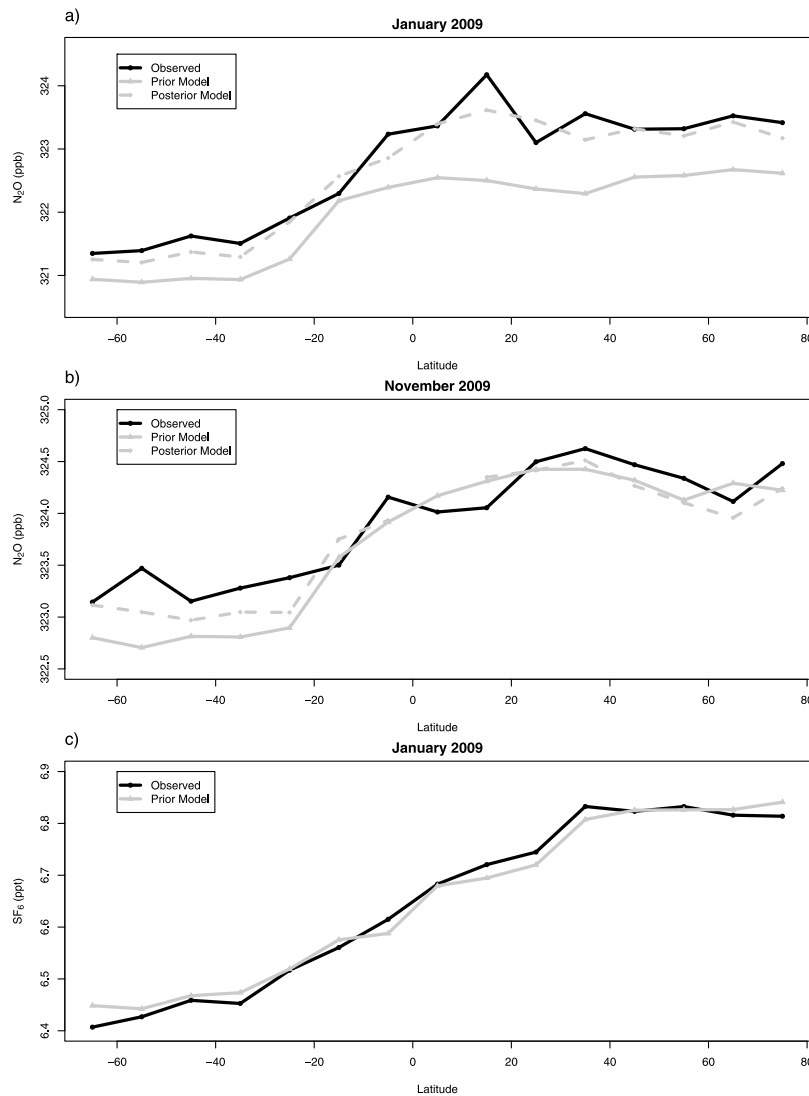 a)
January 2009
Observed
Prior Model
Posterior Model
N₂O (ppb)
324
323
322
321
−60 −40 −20 0 20 40 60 80
Latitude
b)
November 2009
Observed
Prior Model
Posterior Model
N₂O (ppb)
325.0
324.5
324.0
323.5
323.0
322.5
−60 −40 −20 0 20 40 60 80
Latitude
c)
January 2009
Observed
Prior Model
SF₆ (ppt)
6.9
6.8
6.7
6.6
6.5
6.4
−60 −40 −20 0 20 40 60 80
Latitude